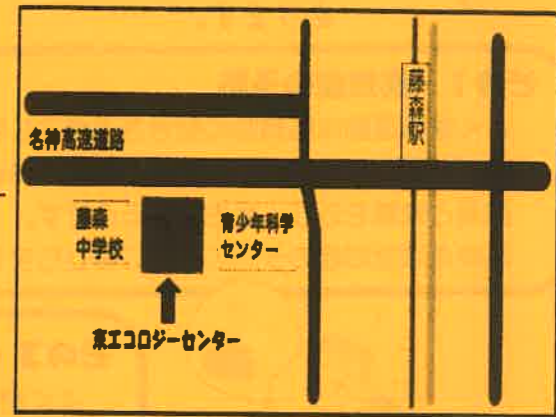 藤森駅
名神高速道路
藤森
中学校
青少年科学
センター
京エコロジーセンター